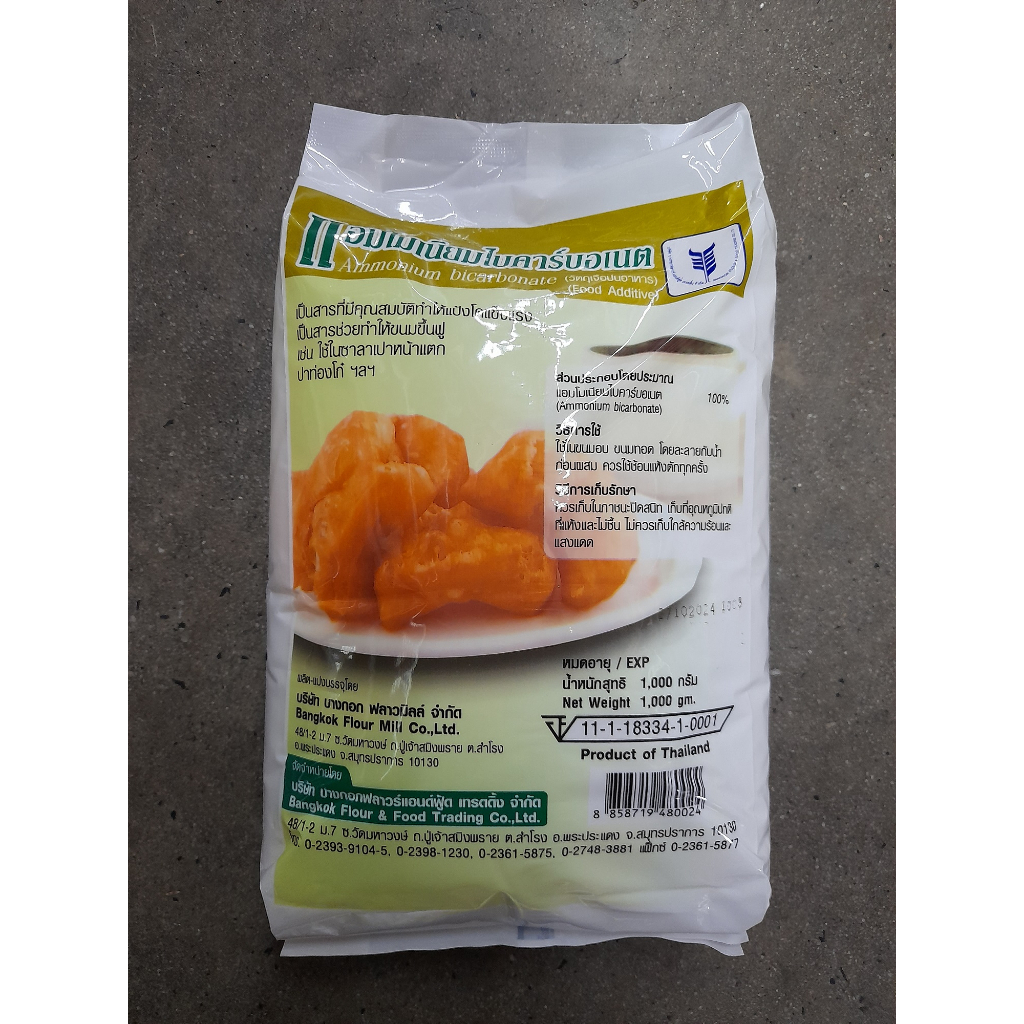 แอมโมเนียมไบคาร์บอเนต
Ammonium bicarbonate (วัตถุเจือปนอาหาร)
(Food Additive)
เป็นสารที่มีคุณสมบัติทำให้แป้งโดแข็งแรง
เป็นสารช่วยทำให้ขนมขึ้นฟู
เช่น ใช้ในซาลาเปาหน้าแตก
ปาท่องโก๋ ฯลฯ
ส่วนประกอบโดยประมาณ
แอมโมเนียมไบคาร์บอเนต 100%
(Ammonium bicarbonate)
วิธีการใช้
ใช้ในขนมอบ ขนมทอด โดยละลายกับน้ำ
ก่อนผสม ควรใช้ช้อนแห้งตักทุกครั้ง
วิธีการเก็บรักษา
ควรเก็บในภาชนะปิดสนิท เก็บที่อุณหภูมิปกติ
ที่แห้งและไม่ชื้น ไม่ควรเก็บใกล้ความร้อนและ
แสงแดด
หมดอายุ / EXP
น้ำหนักสุทธิ 1,000 กรัม
Net Weight 1,000 gm.
11-1-18334-1-0001
Product of Thailand
8 858719 480024
ผลิต-แบ่งบรรจุโดย
บริษัท บางกอก ฟลาวมิลล์ จำกัด
Bangkok Flour Mill Co.,Ltd.
48/1-2 ม.7 ซ.วัดมหาวงษ์ ถ.ปู่เจ้าสมิงพราย ต.สำโรง
อ.พระประแดง จ.สมุทรปราการ 10130
จัดจำหน่ายโดย
บริษัท บางกอกฟลาวร์แอนด์ฟู้ด เทรดดิ้ง จำกัด
Bangkok Flour & Food Trading Co.,Ltd.
48/1-2 ม.7 ซ.วัดมหาวงษ์ ถ.ปู่เจ้าสมิงพราย ต.สำโรง อ.พระประแดง จ.สมุทรปราการ 10130
โทร: 0-2393-9104-5, 0-2398-1230, 0-2361-5875, 0-2748-3881 แฟ็กซ์ 0-2361-5877